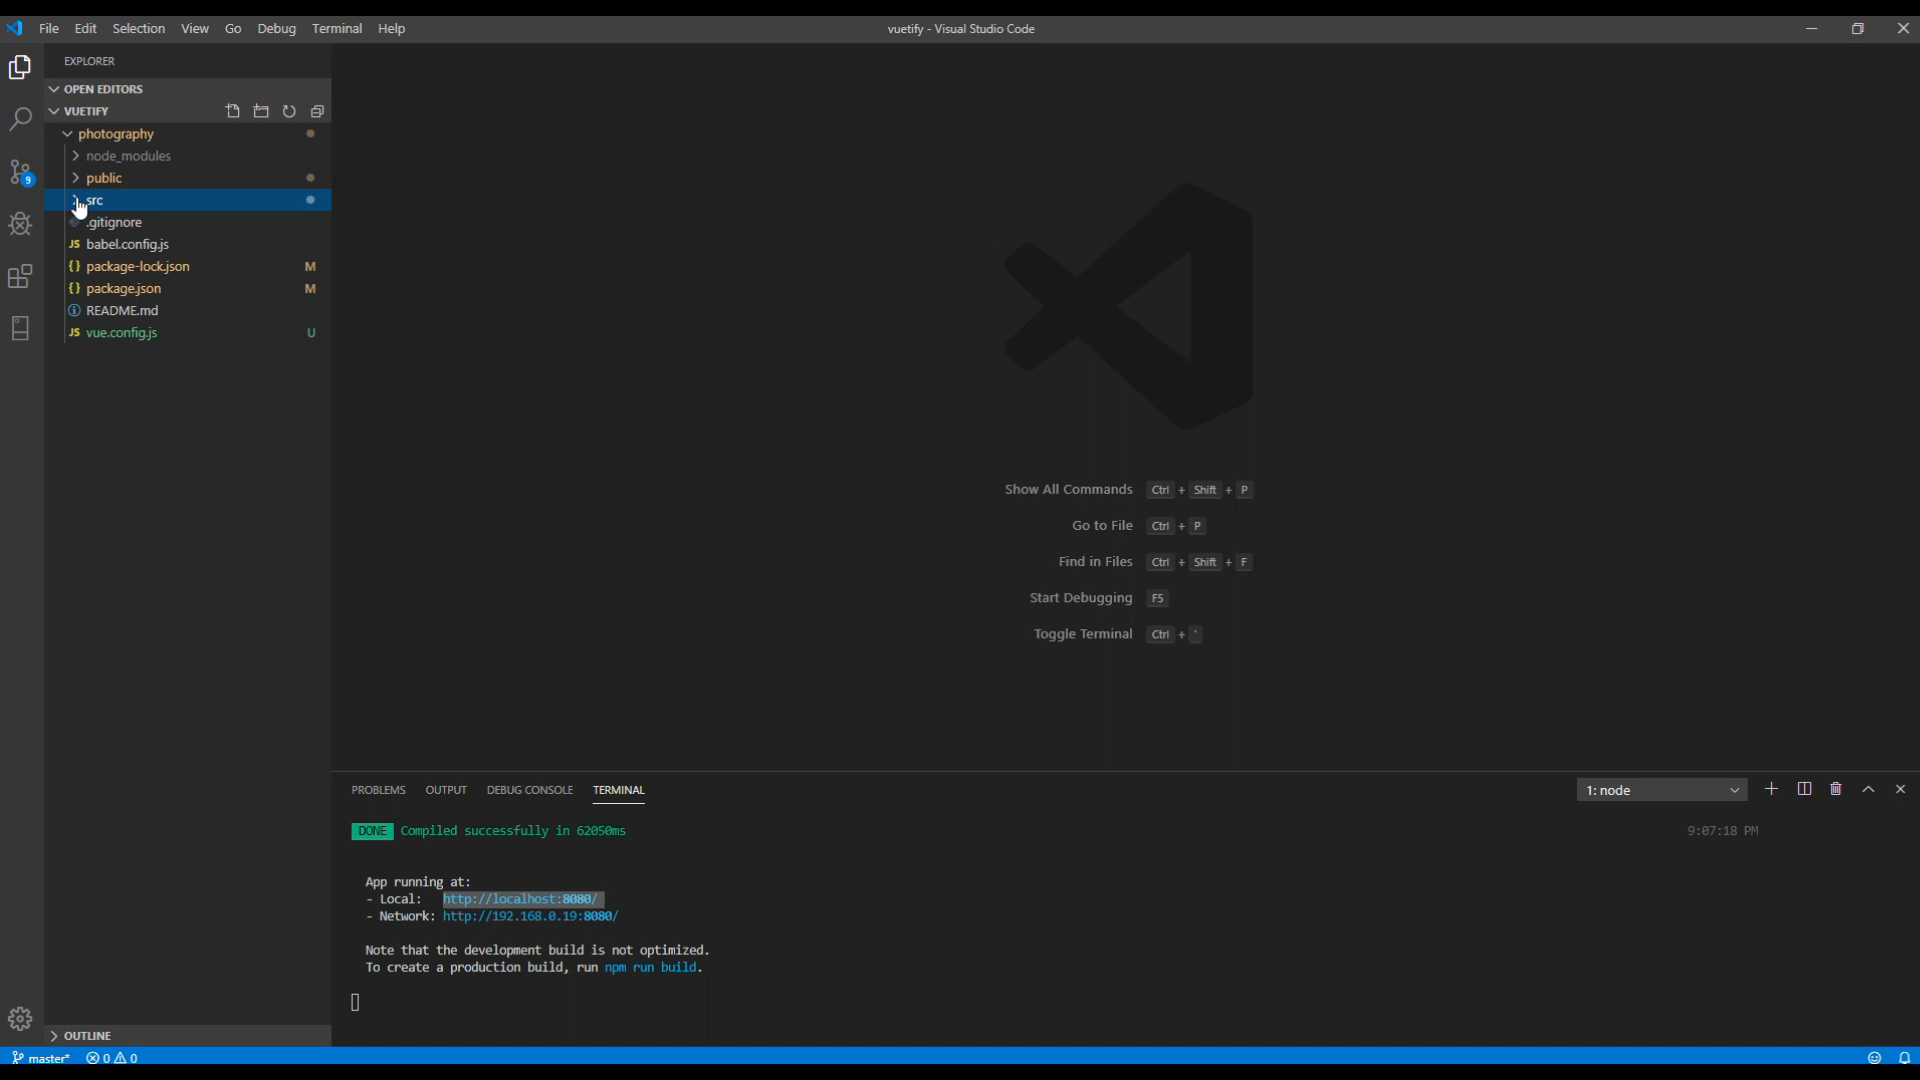 File Edit Selection View Go Debug Terminal Help
vuetify - Visual Studio Code
EXPLORER
OPEN EDITORS
VUETIFY
photography
node_modules
public
src
.gitignore
JS babel.config.js
{} package-lock.json M
{} package.json M
README.md
JS vue.config.js U
9
Show All Commands Ctrl + Shift + P
Go to File Ctrl + P
Find in Files Ctrl + Shift + F
Start Debugging F5
Toggle Terminal Ctrl + `
PROBLEMS OUTPUT DEBUG CONSOLE TERMINAL
1: node
DONE Compiled successfully in 62050ms
9:07:18 PM
App running at:
- Local: http://localhost:8080/
- Network: http://192.168.0.19:8080/
Note that the development build is not optimized.
To create a production build, run npm run build.
OUTLINE
master* 0 0